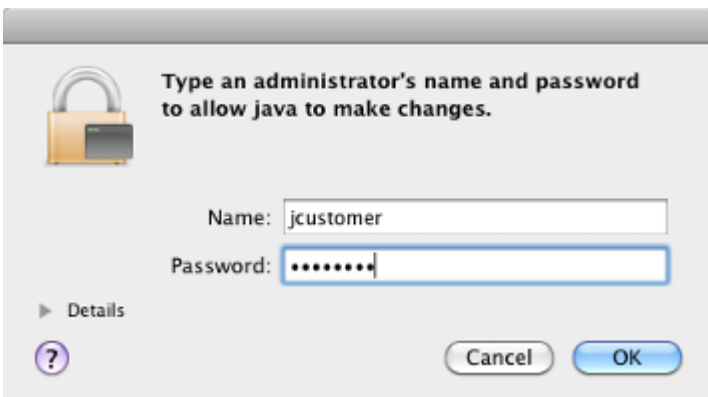 Type an administrator's name and password
to allow java to make changes.
Name: jcustomer
Password: ••••••••
Details
?
Cancel OK